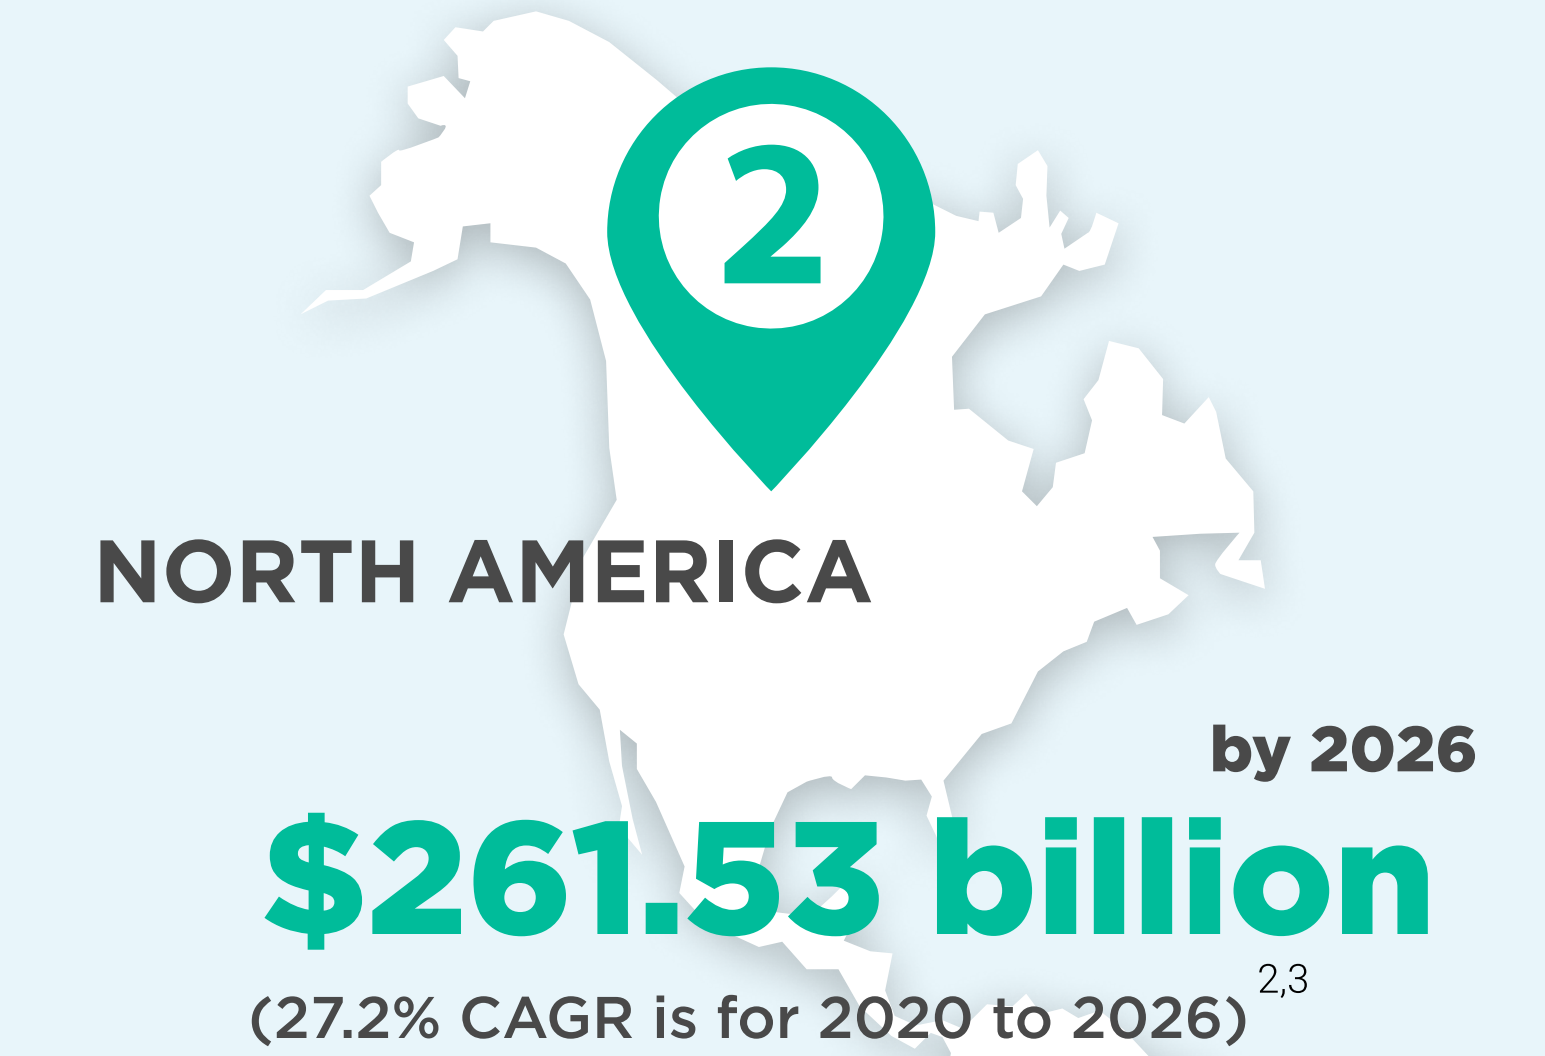 2
NORTH AMERICA
by 2026
$261.53 billion
(27.2% CAGR is for 2020 to 2026) 2,3